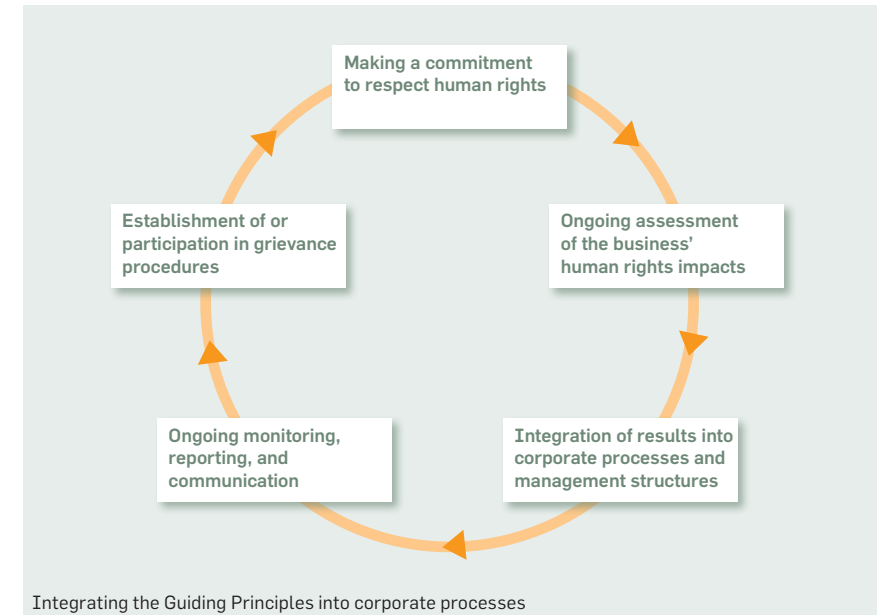 Making a commitment
to respect human rights
Ongoing assessment
of the business’
human rights impacts
Integration of results into
corporate processes and
management structures
Ongoing monitoring,
reporting, and
communication
Establishment of or
participation in grievance
procedures
Integrating the Guiding Principles into corporate processes